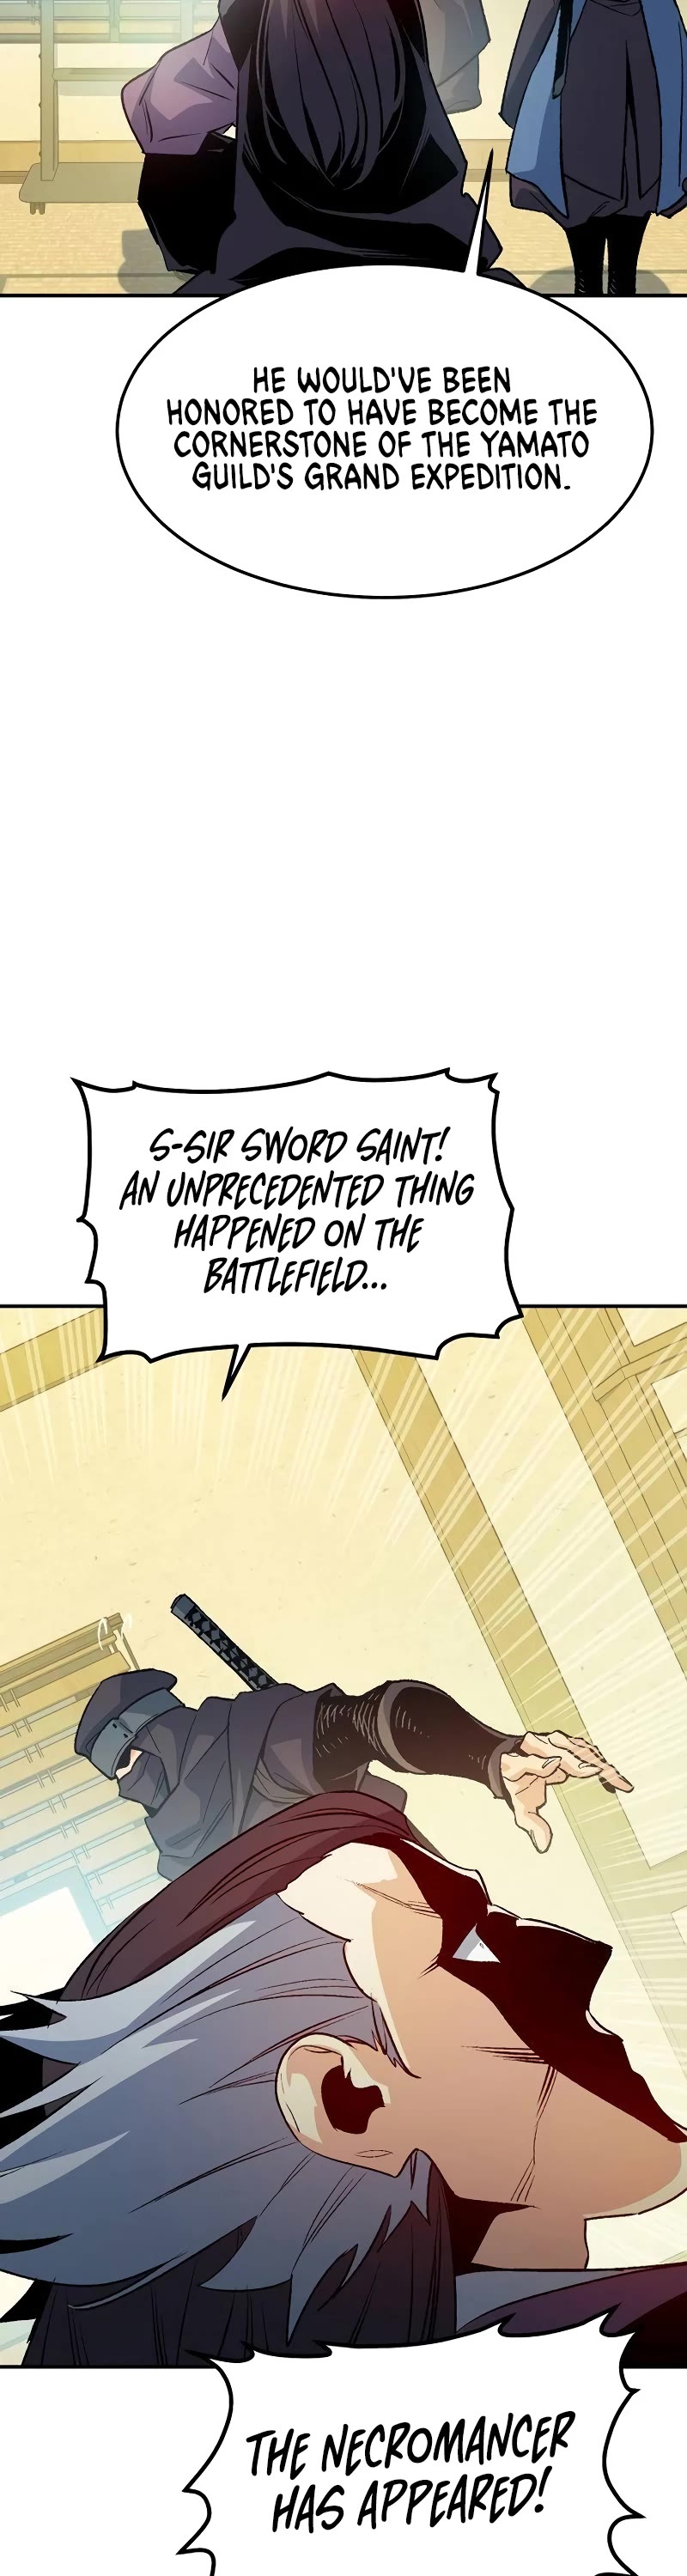 HE WOULD'VE BEEN
HONORED TO HAVE BECOME THE
CORNERSTONE OF THE YAMATO
GUILD'S GRAND EXPEDITION.
S-SIR SWORD SAINT!
AN UNPRECEDENTED THING
HAPPENED ON THE
BATTLEFIELD...
THE NECROMANCER
HAS APPEARED!